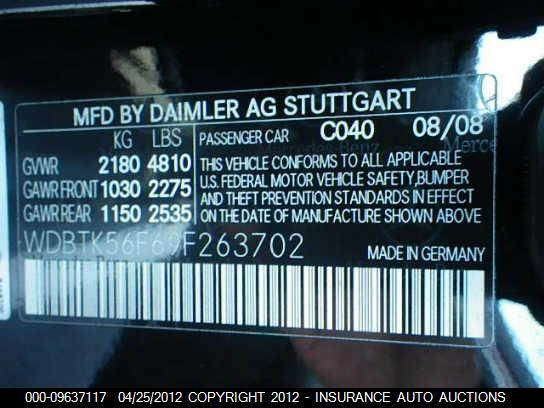 MFD BY DAIMLER AG STUTTGART
KG LBS
GVWR 2180 4810
GAWR FRONT 1030 2275
GAWR REAR 1150 2535
PASSENGER CAR C040 08/08
THIS VEHICLE CONFORMS TO ALL APPLICABLE
U.S. FEDERAL MOTOR VEHICLE SAFETY, BUMPER
AND THEFT PREVENTION STANDARDS IN EFFECT
ON THE DATE OF MANUFACTURE SHOWN ABOVE
WDBTK56F69F263702
MADE IN GERMANY
000-09637117 04/25/2012 COPYRIGHT 2012 - INSURANCE AUTO AUCTIONS